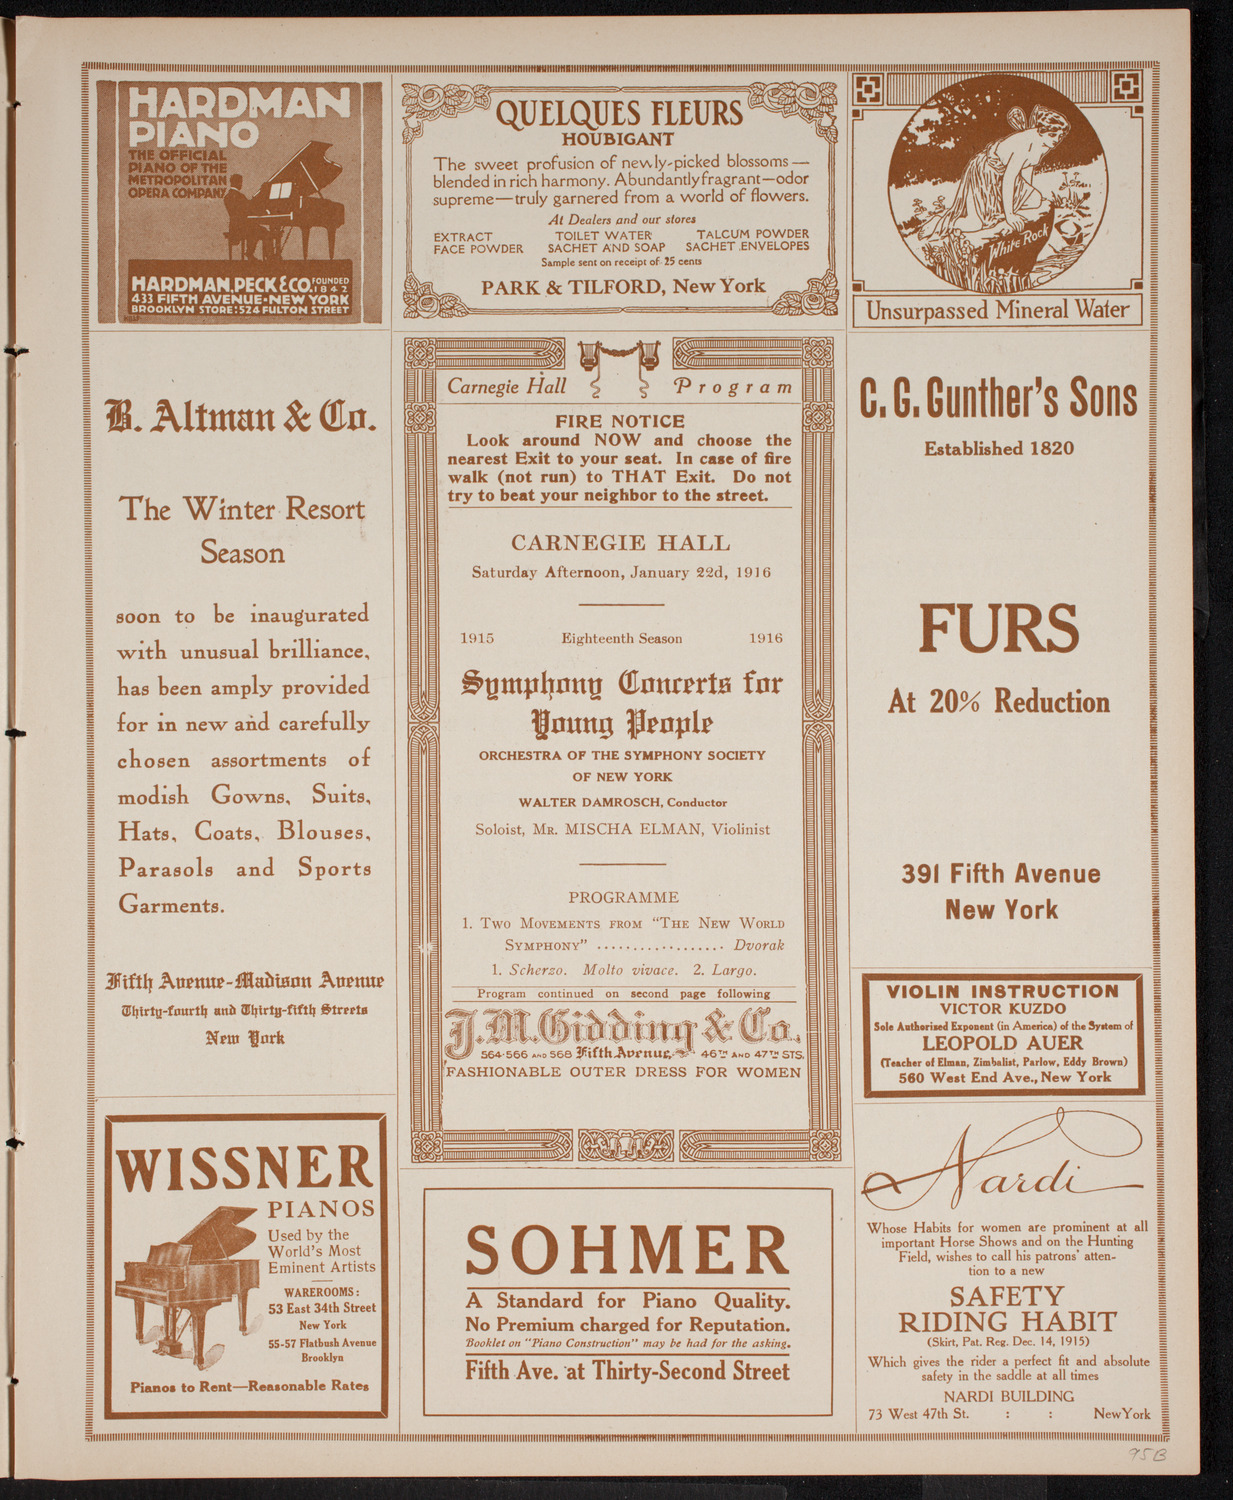 HARDMAN
PIANO
THE OFFICIAL
PIANO OF THE
METROPOLITAN
OPERA COMPANY
HARDMAN, PECK & CO. FOUNDED 1842
433 FIFTH AVENUE-NEW YORK
BROOKLYN STORE: 524 FULTON STREET
QUELQUES FLEURS
HOUBIGANT
The sweet profusion of newly-picked blossoms—
blended in rich harmony. Abundantly fragrant—odor
supreme—truly garnered from a world of flowers.
At Dealers and our stores
EXTRACT TOILET WATER TALCUM POWDER
FACE POWDER SACHET AND SOAP SACHET ENVELOPES
Sample sent on receipt of 25 cents
PARK & TILFORD, New York
White Rock
Unsurpassed Mineral Water
B. Altman & Co.
The Winter Resort
Season
soon to be inaugurated
with unusual brilliance,
has been amply provided
for in new and carefully
chosen assortments of
modish Gowns, Suits,
Hats, Coats, Blouses,
Parasols and Sports
Garments.
Fifth Avenue-Madison Avenue
Thirty-fourth and Thirty-fifth Streets
New York
Carnegie Hall Program
FIRE NOTICE
Look around NOW and choose the
nearest Exit to your seat. In case of fire
walk (not run) to THAT Exit. Do not
try to beat your neighbor to the street.
CARNEGIE HALL
Saturday Afternoon, January 22d, 1916
1915 Eighteenth Season 1916
Symphony Concerts for
Young People
ORCHESTRA OF THE SYMPHONY SOCIETY
OF NEW YORK
WALTER DAMROSCH, Conductor
Soloist, MR. MISCHA ELMAN, Violinist
PROGRAMME
1. TWO MOVEMENTS FROM "THE NEW WORLD
SYMPHONY" .................. Dvorak
1. Scherzo. Molto vivace. 2. Largo.
Program continued on second page following
J.M. Gidding & Co.
564-566 AND 568 Fifth Avenue, 46TH AND 47TH STS.
FASHIONABLE OUTER DRESS FOR WOMEN
C. G. Gunther's Sons
Established 1820
FURS
At 20% Reduction
391 Fifth Avenue
New York
VIOLIN INSTRUCTION
VICTOR KUZDO
Sole Authorized Exponent (in America) of the System of
LEOPOLD AUER
(Teacher of Elman, Zimbalist, Parlow, Eddy Brown)
560 West End Ave., New York
WISSNER
PIANOS
Used by the
World's Most
Eminent Artists
WAREROOMS:
53 East 34th Street
New York
55-57 Flatbush Avenue
Brooklyn
Pianos to Rent—Reasonable Rates
SOHMER
A Standard for Piano Quality.
No Premium charged for Reputation.
Booklet on "Piano Construction" may be had for the asking.
Fifth Ave. at Thirty-Second Street
Nardi
Whose Habits for women are prominent at all
important Horse Shows and on the Hunting
Field, wishes to call his patrons' atten-
tion to a new
SAFETY
RIDING HABIT
(Skirt, Pat. Reg. Dec. 14, 1915)
Which gives the rider a perfect fit and absolute
safety in the saddle at all times
NARDI BUILDING
73 West 47th St. : : New York
95B